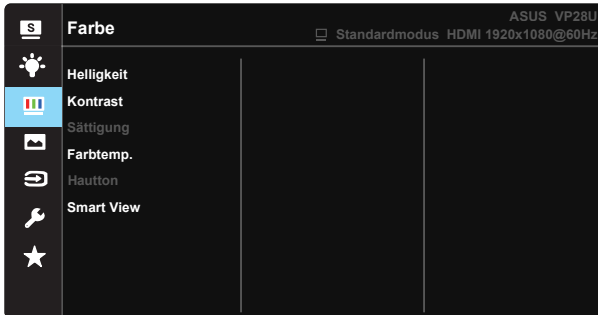 S
Farbe
ASUS VP28U
Standardmodus HDMI 1920x1080@60Hz
Helligkeit
Kontrast
Sättigung
Farbtemp.
Hautton
Smart View